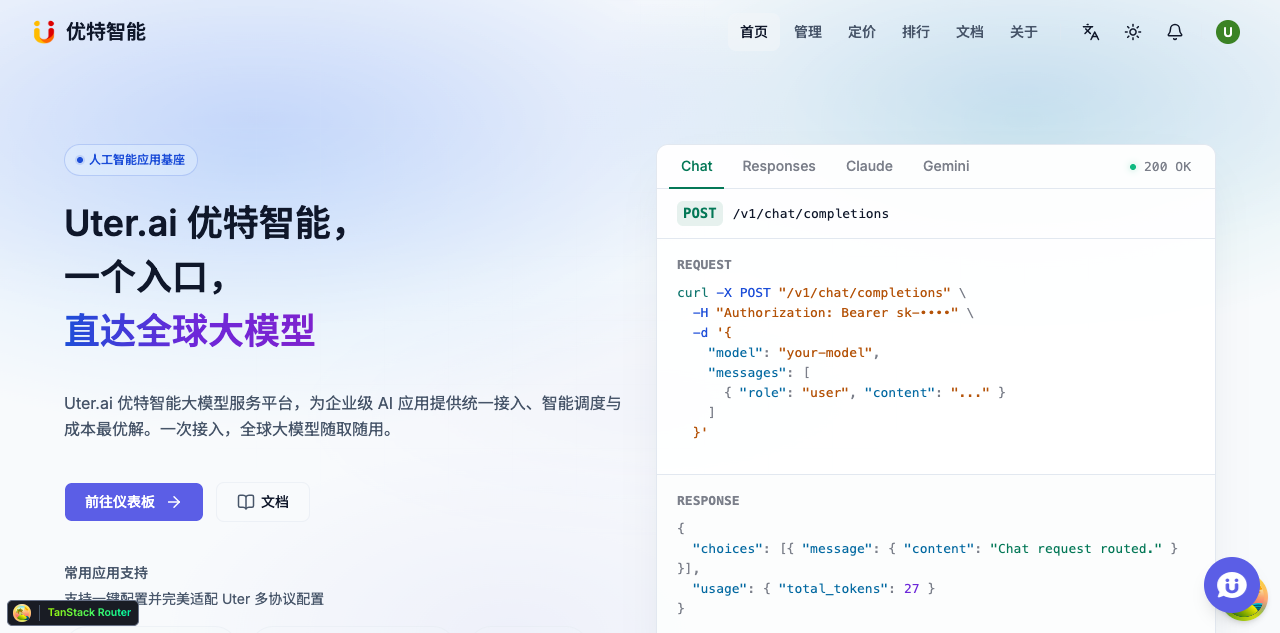 优特智能
首页 管理 定价 排行 文档 关于
U
人工智能应用基座
Uter.ai 优特智能，
一个入口，
直达全球大模型
Uter.ai 优特智能大模型服务平台，为企业级 AI 应用提供统一接入、智能调度与
成本最优解。一次接入，全球大模型随取随用。
前往仪表板 → 文档
常用应用支持
支持一键配置并完美适配 Uter 多协议配置
TanStack Router
Chat Responses Claude Gemini 200 OK
POST /v1/chat/completions
REQUEST
curl -X POST "/v1/chat/completions" \
  -H "Authorization: Bearer sk-••••" \
  -d '{
    "model": "your-model",
    "messages": [
      { "role": "user", "content": "..." }
    ]
  }'
RESPONSE
{
  "choices": [{ "message": { "content": "Chat request routed." }
}],
  "usage": { "total_tokens": 27 }
}